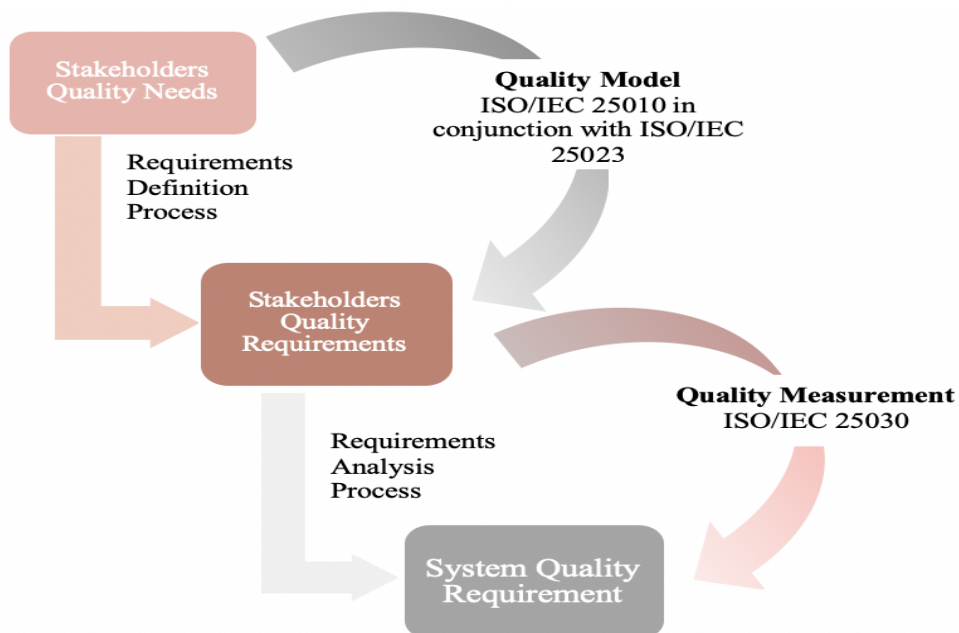 Stakeholders
Quality Needs
Quality Model
ISO/IEC 25010 in
conjunction with ISO/IEC
25023
Requirements
Definition
Process
Stakeholders
Quality
Requirements
Quality Measurement
ISO/IEC 25030
Requirements
Analysis
Process
System Quality
Requirement